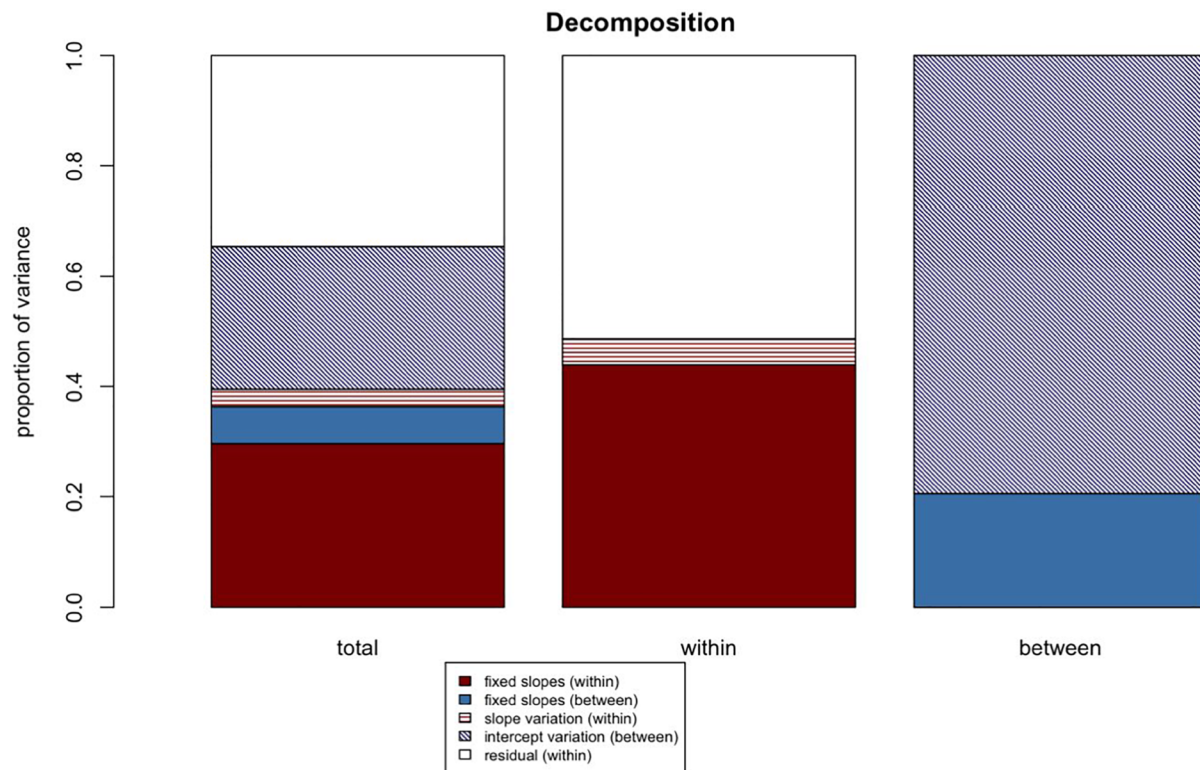 Decomposition
proportion of variance
1.0
0.8
0.6
0.4
0.2
0.0
total within between
fixed slopes (within)
fixed slopes (between)
slope variation (within)
intercept variation (between)
residual (within)